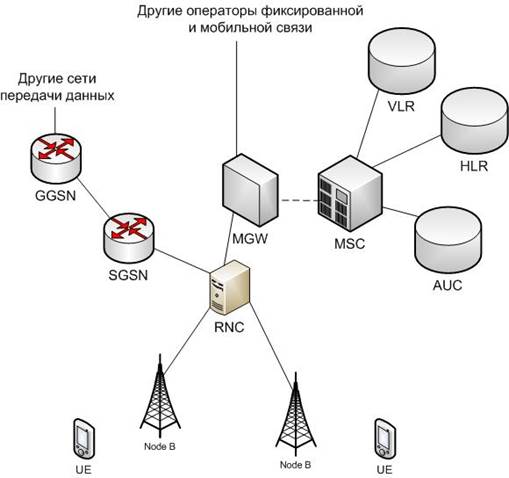 Другие операторы фиксированной
и мобильной связи
Другие сети
передачи данных
VLR
HLR
GGSN
MGW
MSC
SGSN
AUC
RNC
Node B
Node B
UE
UE